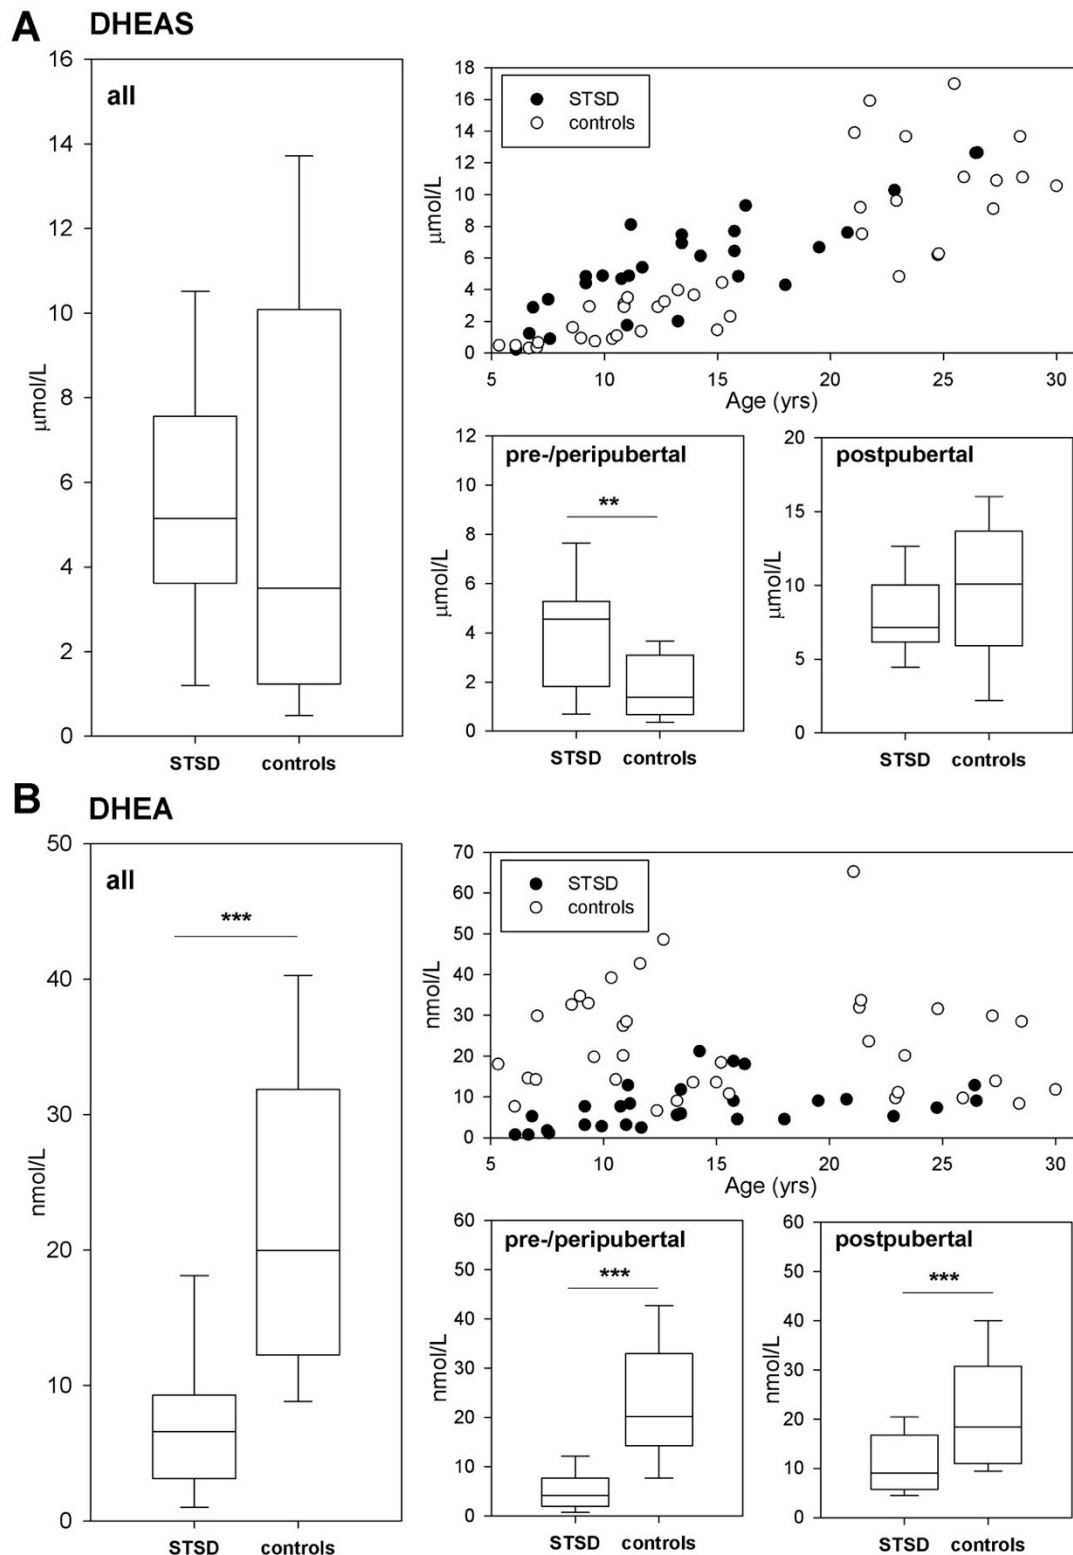 A DHEAS
all
16
14
12
10
8
6
4
2
0
μmol/L
STSD controls
18
16
14
12
10
8
6
4
2
0
μmol/L
STSD
controls
5 10 15 20 25 30
Age (yrs)
pre-/peripubertal
**
12
10
8
6
4
2
0
μmol/L
STSD controls
postpubertal
20
15
10
5
0
μmol/L
STSD controls
B DHEA
all
***
50
40
30
20
10
0
nmol/L
STSD controls
70
60
50
40
30
20
10
0
nmol/L
STSD
controls
5 10 15 20 25 30
Age (yrs)
pre-/peripubertal
***
60
50
40
30
20
10
0
nmol/L
STSD controls
postpubertal
***
60
50
40
30
20
10
0
nmol/L
STSD controls